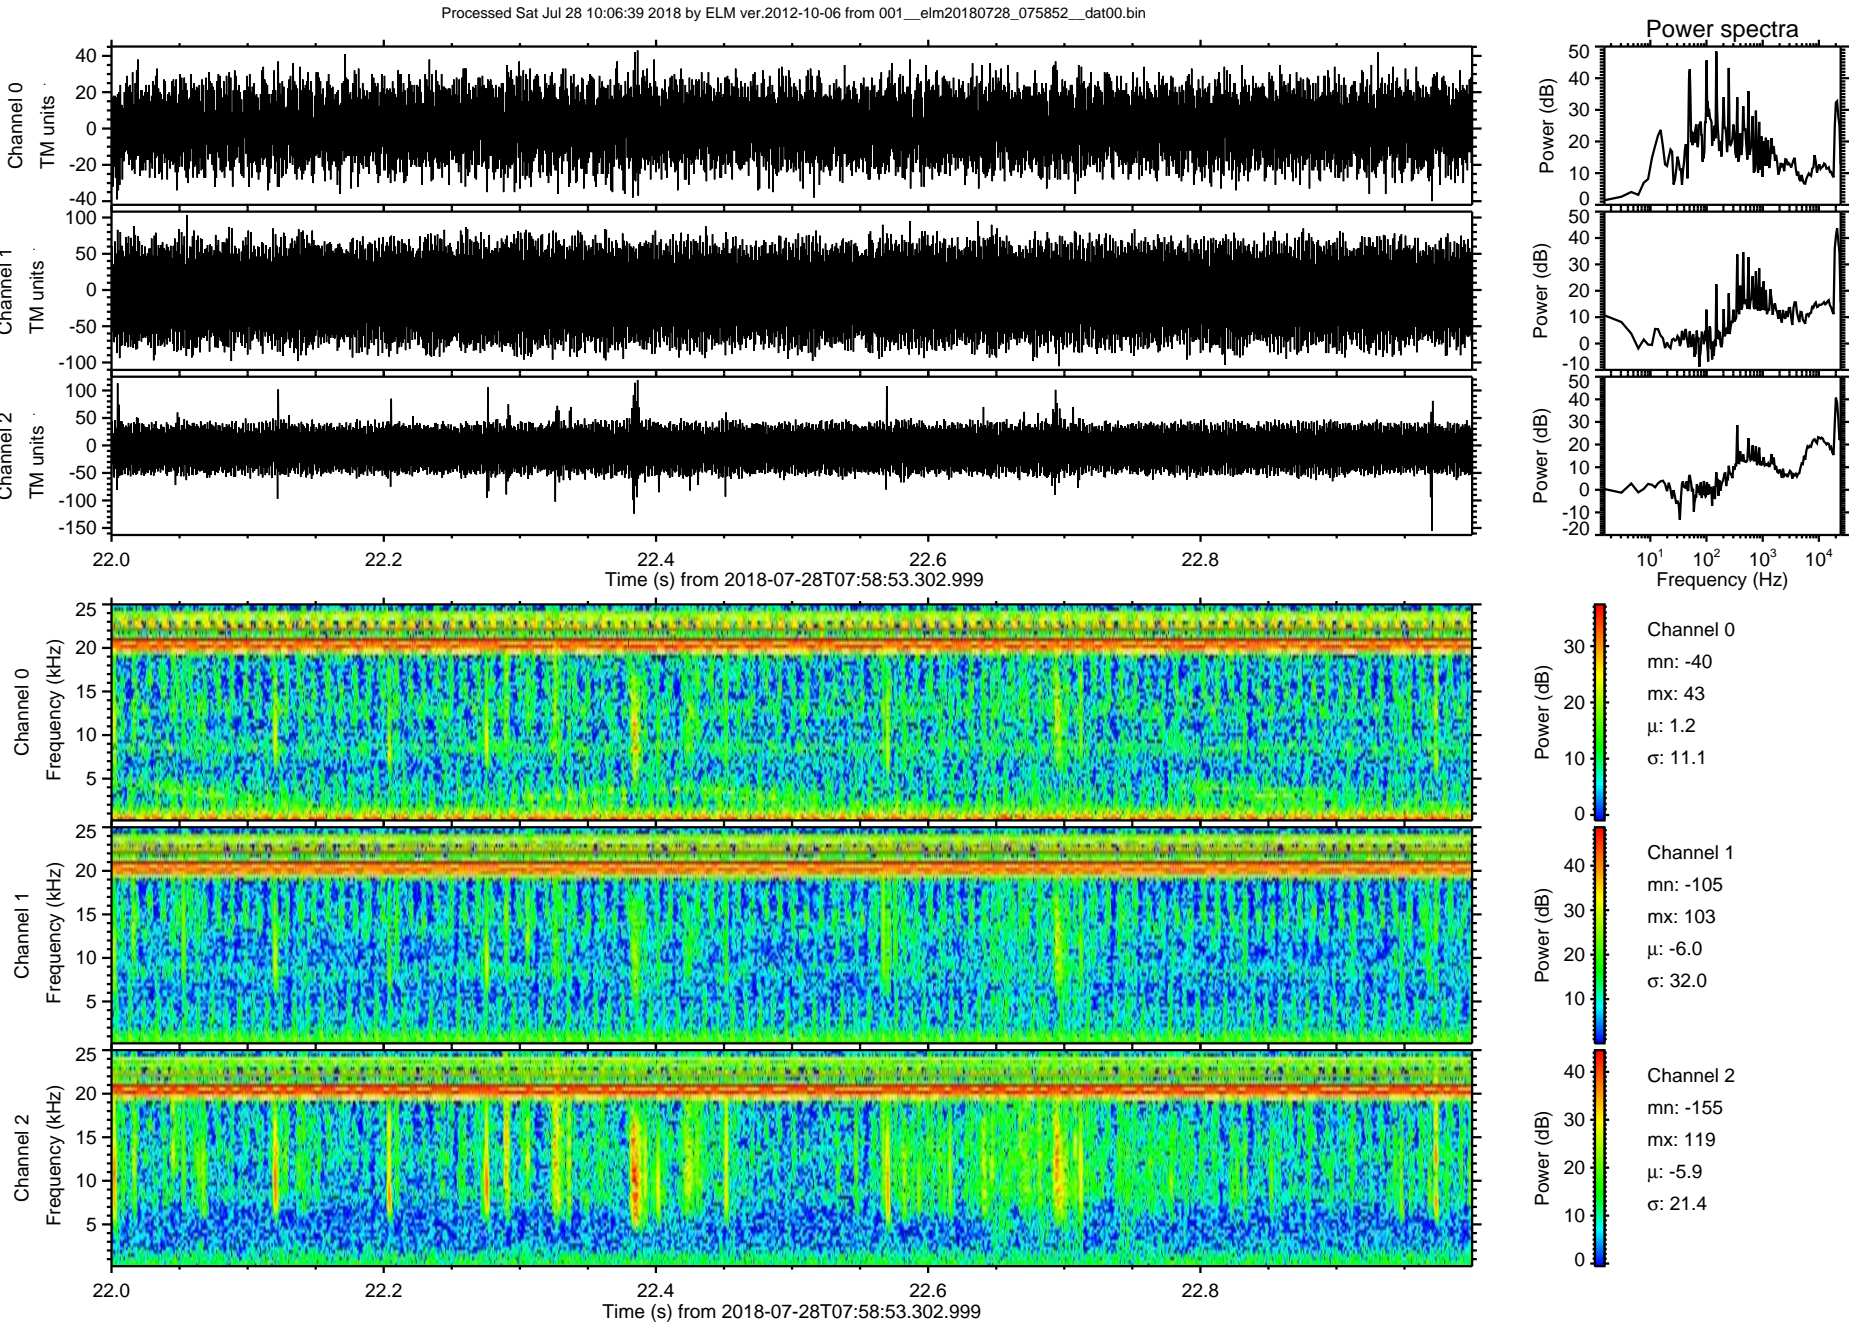 Processed Sat Jul 28 10:06:39 2018 by ELM ver.2012-10-06 from 001__elm20180728_075852__dat00.bin
Power spectra
Channel 0
TM units
40
20
0
-20
-40
Power (dB)
50
40
30
20
10
0
Channel 1
TM units
100
50
0
-50
-100
Power (dB)
50
40
30
20
10
0
-10
Channel 2
TM units
100
50
0
-50
-100
-150
Power (dB)
50
40
30
20
10
0
-10
-20
22.0 22.2 22.4 22.6 22.8
Time (s) from 2018-07-28T07:58:53.302.999
10^1 10^2 10^3 10^4
Frequency (Hz)
Channel 0
Frequency (kHz)
25
20
15
10
5
Power (dB)
30
20
10
0
Channel 0
mn: -40
mx: 43
μ: 1.2
σ: 11.1
Channel 1
Frequency (kHz)
25
20
15
10
5
Power (dB)
40
30
20
10
Channel 1
mn: -105
mx: 103
μ: -6.0
σ: 32.0
Channel 2
Frequency (kHz)
25
20
15
10
5
Power (dB)
40
30
20
10
0
Channel 2
mn: -155
mx: 119
μ: -5.9
σ: 21.4
22.0 22.2 22.4 22.6 22.8
Time (s) from 2018-07-28T07:58:53.302.999